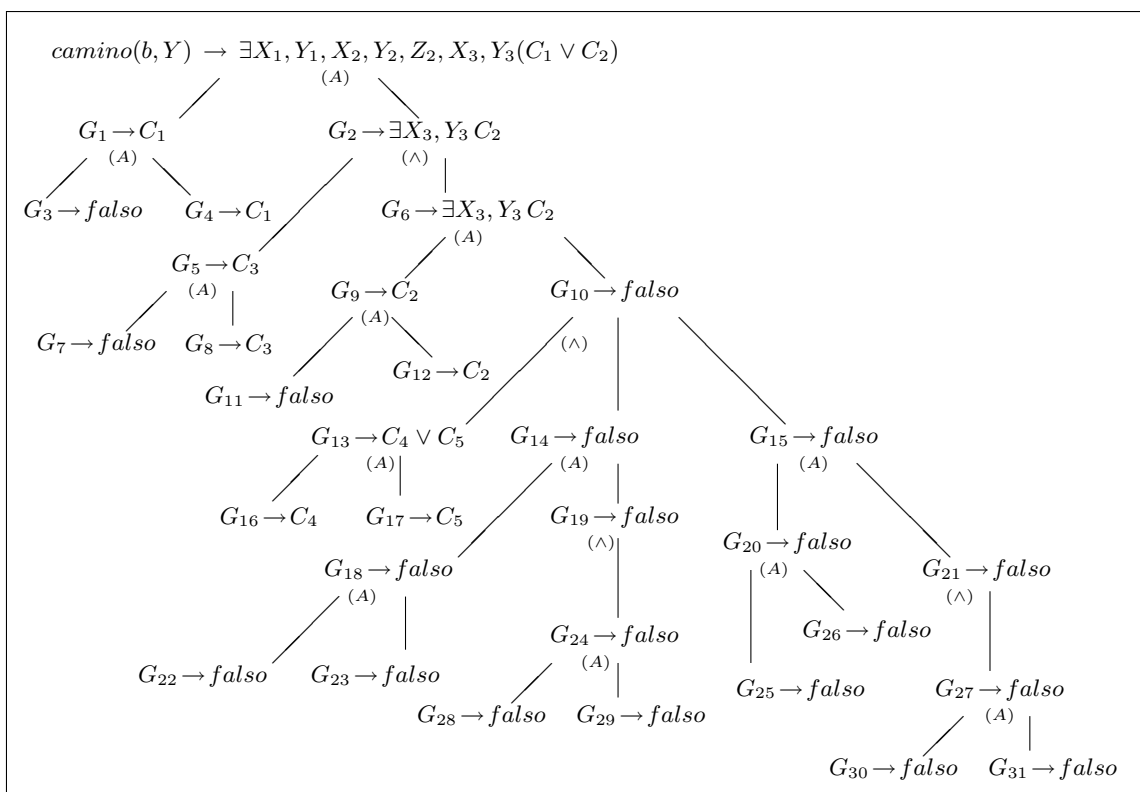 camino(b, Y) → ∃X₁, Y₁, X₂, Y₂, Z₂, X₃, Y₃(C₁ ∨ C₂)
(A)
G₁ → C₁ G₂ → ∃X₃, Y₃ C₂
(A) (∧)
G₃ → falso G₄ → C₁ G₆ → ∃X₃, Y₃ C₂
(A)
G₅ → C₃
(A)
G₉ → C₂ G₁₀ → falso
(A)
G₇ → falso G₈ → C₃ (∧)
G₁₂ → C₂
G₁₁ → falso
G₁₃ → C₄ ∨ C₅ G₁₄ → falso G₁₅ → falso
(A) (A) (A)
G₁₆ → C₄ G₁₇ → C₅ G₁₉ → falso
(∧)
G₂₀ → falso
(A)
G₁₈ → falso G₂₁ → falso
(A) (∧)
G₂₆ → falso
G₂₄ → falso
(A)
G₂₂ → falso G₂₃ → falso
G₂₅ → falso G₂₇ → falso
(A)
G₂₈ → falso G₂₉ → falso
G₃₀ → falso G₃₁ → falso